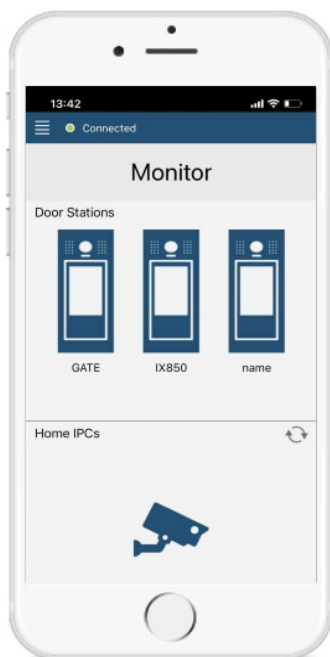 13:42
Connected
Monitor
Door Stations
GATE IX850 name
Home IPCs